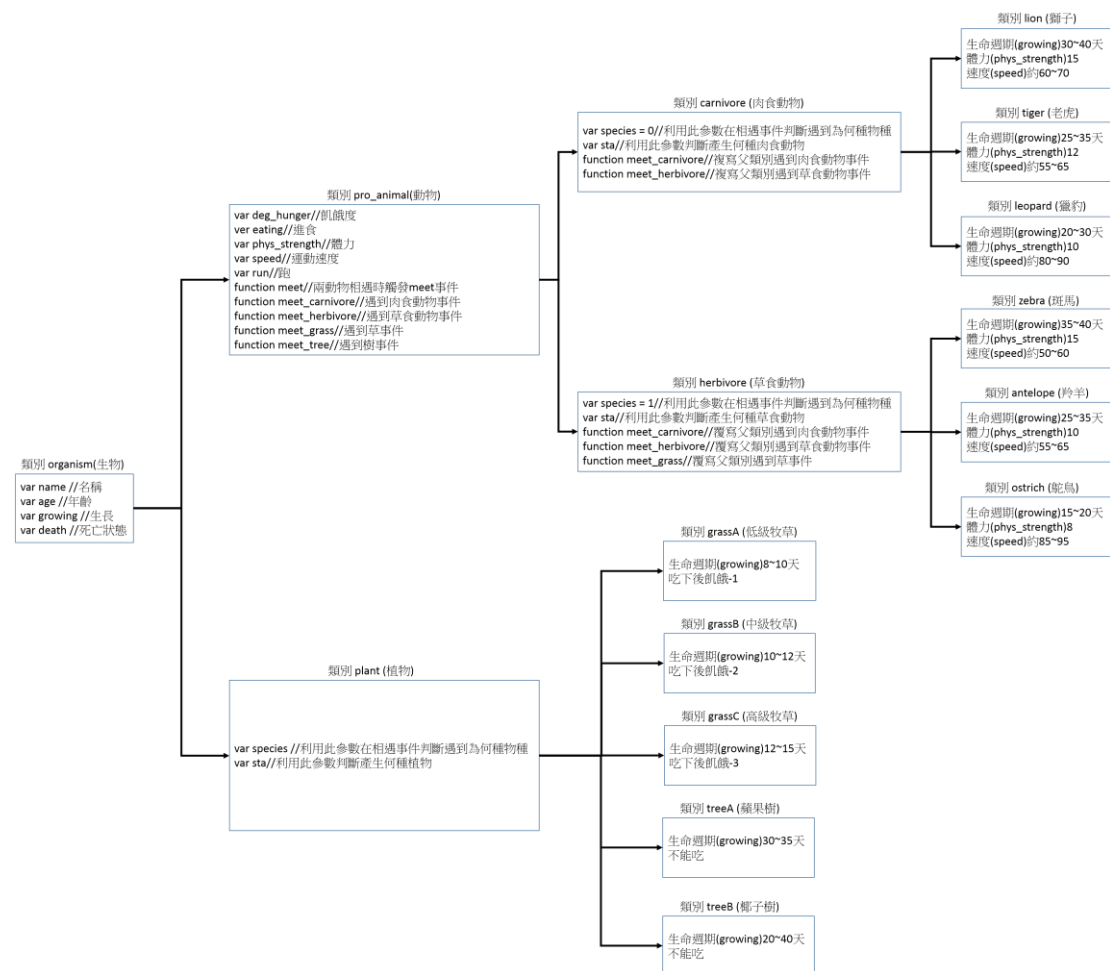 類別 organism(生物)
var name //名稱
var age //年齡
var growing //生長
var death //死亡狀態
類別 pro_animal(動物)
var deg_hunger//飢餓度
ver eating//進食
var phys_strength//體力
var speed//運動速度
var run//跑
function meet//兩動物相遇時觸發meet事件
function meet_carnivore//遇到肉食動物事件
function meet_herbivore//遇到草食動物事件
function meet_grass//遇到草事件
function meet_tree//遇到樹事件
類別 carnivore (肉食動物)
var species = 0//利用此參數在相遇事件判斷遇到為何種物種
var sta//利用此參數判斷產生何種肉食動物
function meet_carnivore//複寫父類別遇到肉食動物事件
function meet_herbivore//複寫父類別遇到草食動物事件
類別 lion (獅子)
生命週期(growing)30~40天
體力(phys_strength)15
速度(speed)約60~70
類別 tiger (老虎)
生命週期(growing)25~35天
體力(phys_strength)12
速度(speed)約55~65
類別 leopard (獵豹)
生命週期(growing)20~30天
體力(phys_strength)10
速度(speed)約80~90
類別 herbivore (草食動物)
var species = 1//利用此參數在相遇事件判斷遇到為何種物種
var sta//利用此參數判斷產生何種草食動物
function meet_carnivore//覆寫父類別遇到肉食動物事件
function meet_herbivore//覆寫父類別遇到草食動物事件
function meet_grass//覆寫父類別遇到草事件
類別 zebra (斑馬)
生命週期(growing)35~40天
體力(phys_strength)15
速度(speed)約50~60
類別 antelope (羚羊)
生命週期(growing)25~35天
體力(phys_strength)10
速度(speed)約55~65
類別 ostrich (鴕鳥)
生命週期(growing)15~20天
體力(phys_strength)8
速度(speed)約85~95
類別 plant (植物)
var species //利用此參數在相遇事件判斷遇到為何種物種
var sta//利用此參數判斷產生何種植物
類別 grassA (低級牧草)
生命週期(growing)8~10天
吃下後飢餓-1
類別 grassB (中級牧草)
生命週期(growing)10~12天
吃下後飢餓-2
類別 grassC (高級牧草)
生命週期(growing)12~15天
吃下後飢餓-3
類別 treeA (蘋果樹)
生命週期(growing)30~35天
不能吃
類別 treeB (椰子樹)
生命週期(growing)20~40天
不能吃